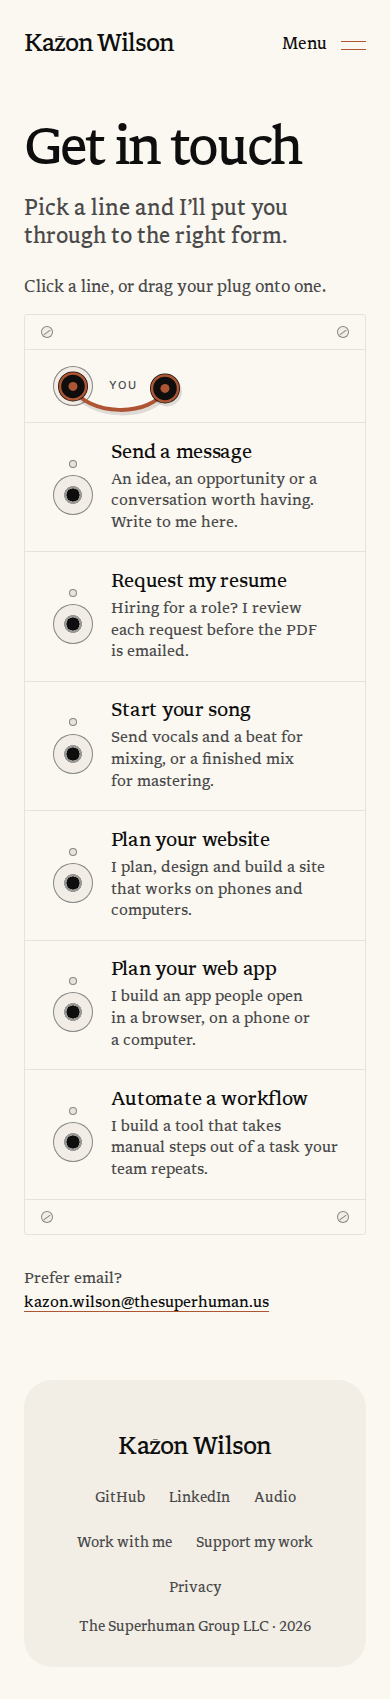 Kazon Wilson
Menu
Get in touch
Pick a line and I’ll put you
through to the right form.
Click a line, or drag your plug onto one.
YOU
Send a message
An idea, an opportunity or a
conversation worth having.
Write to me here.
Request my resume
Hiring for a role? I review
each request before the PDF
is emailed.
Start your song
Send vocals and a beat for
mixing, or a finished mix
for mastering.
Plan your website
I plan, design and build a site
that works on phones and
computers.
Plan your web app
I build an app people open
in a browser, on a phone or
a computer.
Automate a workflow
I build a tool that takes
manual steps out of a task your
team repeats.
Prefer email?
kazon.wilson@thesuperhuman.us
Kazon Wilson
GitHub LinkedIn Audio
Work with me Support my work
Privacy
The Superhuman Group LLC · 2026